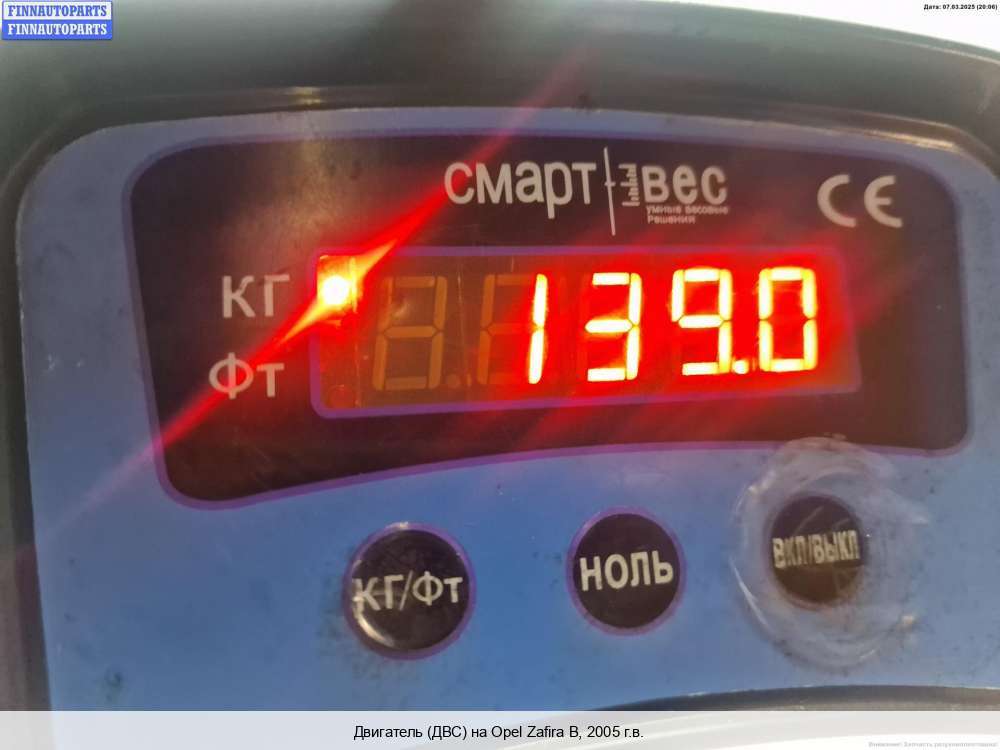 FINNAUTOPARTS
FINNAUTOPARTS
Дата: 07.03.2025 (20:06)
смарт вес
умные весовые
решения
CE
КГ
ФТ
139.0
КГ/ФТ
НОЛЬ
ВКЛ/ВЫКЛ
Двигатель (ДВС) на Opel Zafira B, 2005 г.в.